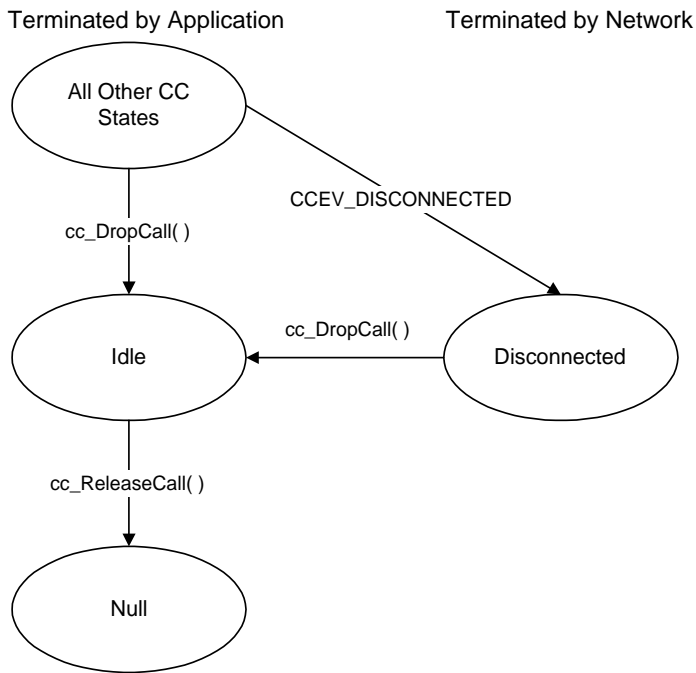 Terminated by Application
Terminated by Network
All Other CC
States
CCEV_DISCONNECTED
cc_DropCall( )
cc_DropCall( )
Idle
Disconnected
cc_ReleaseCall( )
Null